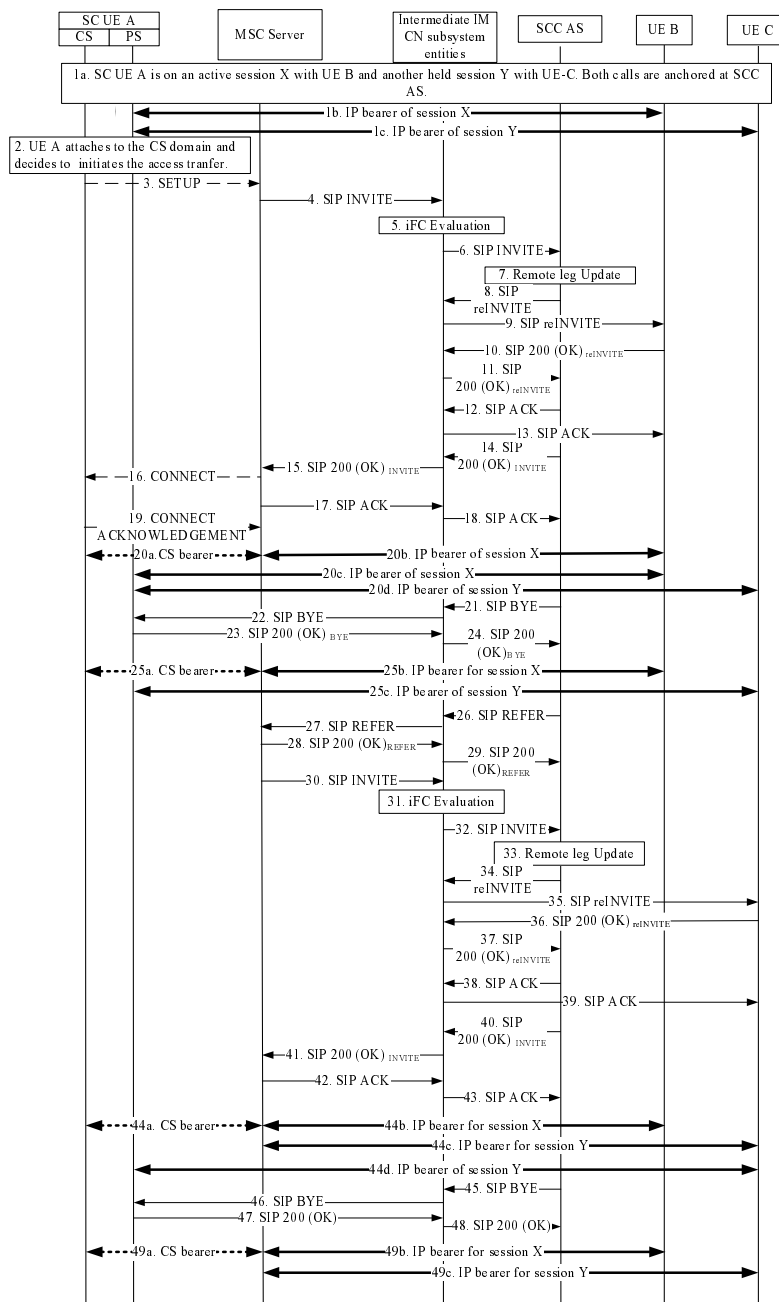 SC UE A
CS
PS
MSC Server
Intermediate IM
CN subsystem
entities
SCC AS
UE B
UE C
1a. SC UE A is on an active session X with UE B and another held session Y with UE-C. Both calls are anchored at SCC
AS.
1b. IP bearer of session X
1c. IP bearer of session Y
2. UE A attaches to the CS domain and
decides to initiates the access tranfer.
3. SETUP
4. SIP INVITE
5. iFC Evaluation
6. SIP INVITE
7. Remote leg Update
8. SIP
reINVITE
9. SIP reINVITE
10. SIP 200 (OK) reINVITE
11. SIP
200 (OK) reINVITE
12. SIP ACK
13. SIP ACK
14. SIP
200 (OK) INVITE
15. SIP 200 (OK) INVITE
16. CONNECT
17. SIP ACK
18. SIP ACK
19. CONNECT
ACKNOWLEDGEMENT
20a. CS bearer
20b. IP bearer of session X
20c. IP bearer of session X
20d. IP bearer of session Y
21. SIP BYE
22. SIP BYE
23. SIP 200 (OK) BYE
24. SIP 200
(OK)BYE
25a. CS bearer
25b. IP bearer for session X
25c. IP bearer of session Y
26. SIP REFER
27. SIP REFER
28. SIP 200 (OK)REFER
29. SIP 200
(OK)REFER
30. SIP INVITE
31. iFC Evaluation
32. SIP INVITE
33. Remote leg Update
34. SIP
reINVITE
35. SIP reINVITE
36. SIP 200 (OK) reINVITE
37. SIP
200 (OK) reINVITE
38. SIP ACK
39. SIP ACK
40. SIP
200 (OK) INVITE
41. SIP 200 (OK) INVITE
42. SIP ACK
43. SIP ACK
44a. CS bearer
44b. IP bearer for session X
44c. IP bearer for session Y
44d. IP bearer of session Y
45. SIP BYE
46. SIP BYE
47. SIP 200 (OK)
48. SIP 200 (OK)
49a. CS bearer
49b. IP bearer for session X
49c. IP bearer for session Y